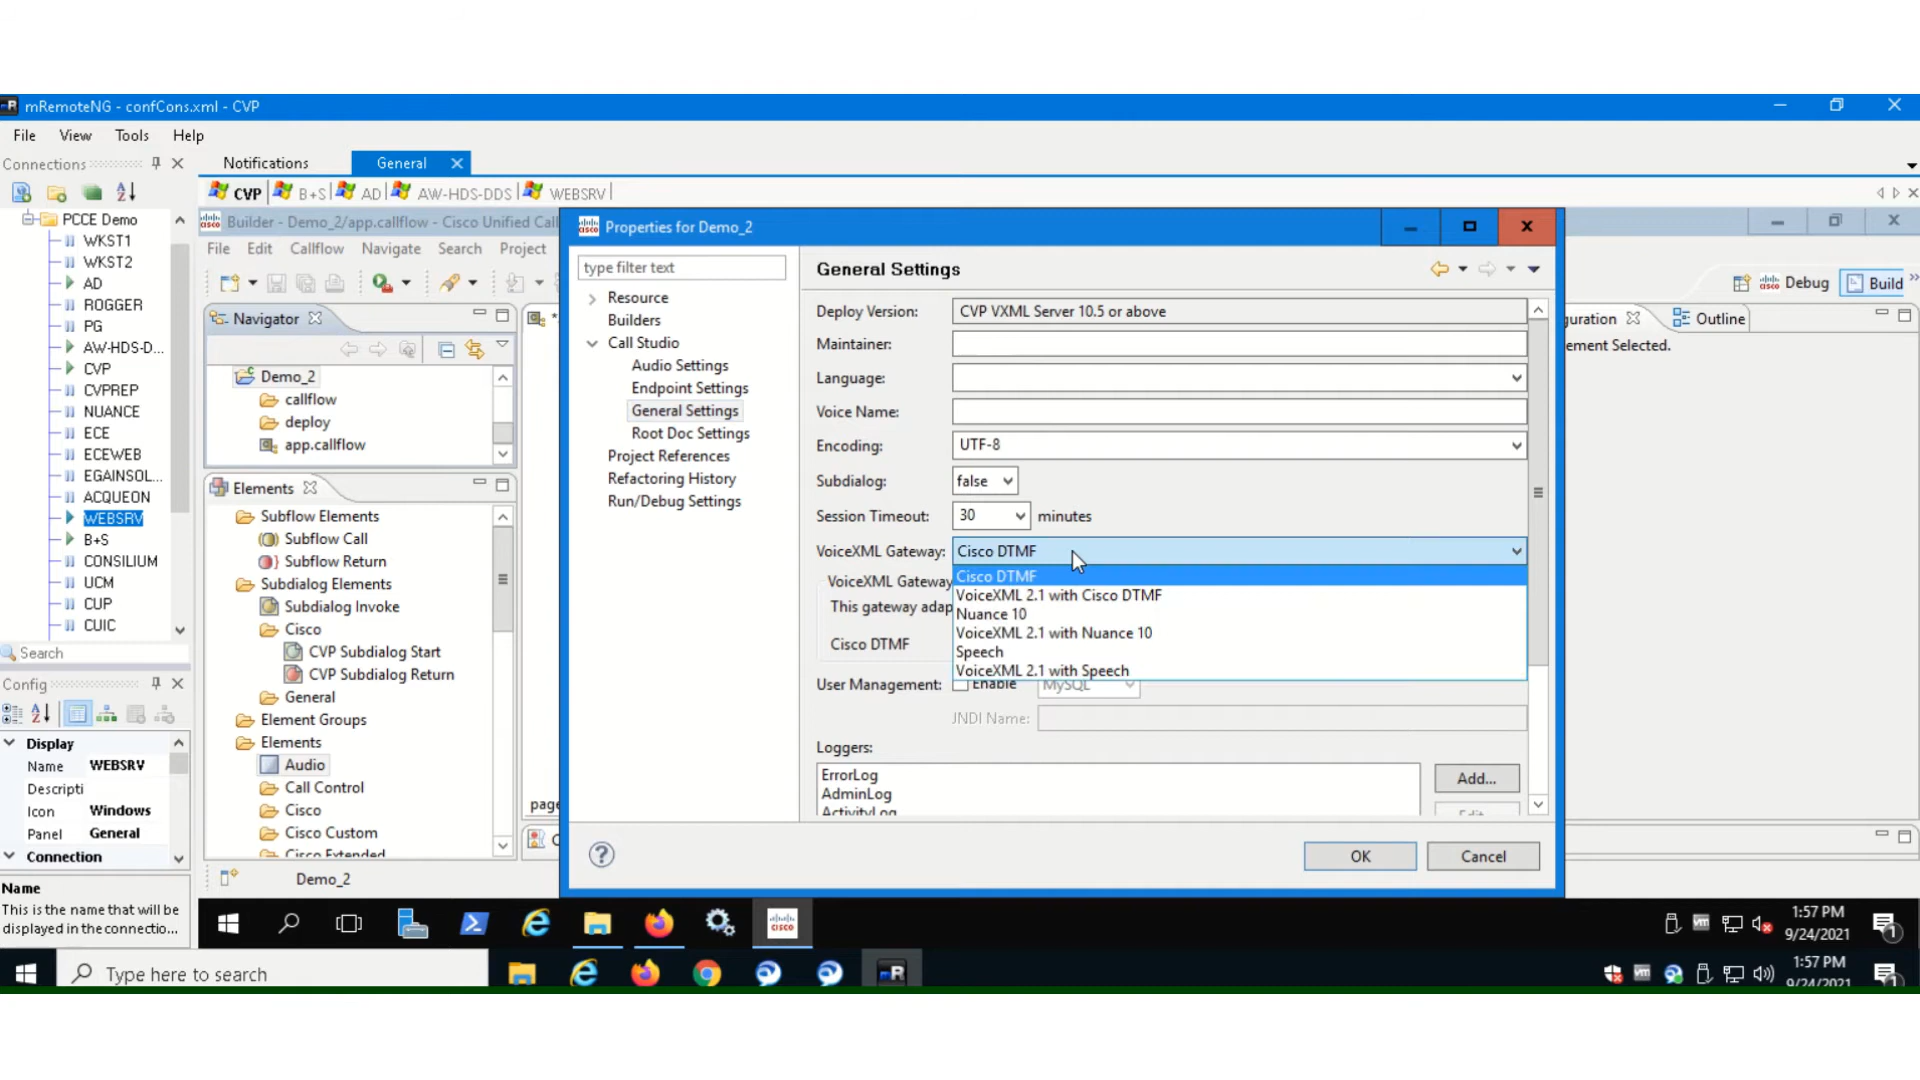 mRemoteNG - confCons.xml - CVP
File View Tools Help
Connections
Notifications General
CVP B+S AD AW-HDS-DDS WEBSRV
PCCE Demo
WKST1
WKST2
AD
ROGGER
PG
AW-HDS-D...
CVP
CVPREP
NUANCE
ECE
ECEWEB
EGAINSOL...
ACQUEON
WEBSRV
B+S
CONSILIUM
UCM
CUP
CUIC
Search
Config
Display
Name WEBSRV
Descripti
Icon Windows
Panel General
Connection
Name
This is the name that will be
displayed in the connectio...
Builder - Demo_2/app.callflow - Cisco Unified Call
File Edit Callflow Navigate Search Project
Navigator
Demo_2
callflow
deploy
app.callflow
Elements
Subflow Elements
Subflow Call
Subflow Return
Subdialog Elements
Subdialog Invoke
Cisco
CVP Subdialog Start
CVP Subdialog Return
General
Element Groups
Elements
Audio
Call Control
Cisco
Cisco Custom
Cisco Extended
Demo_2
page
Properties for Demo_2
type filter text
Resource
Builders
Call Studio
Audio Settings
Endpoint Settings
General Settings
Root Doc Settings
Project References
Refactoring History
Run/Debug Settings
General Settings
Deploy Version: CVP VXML Server 10.5 or above
Maintainer:
Language:
Voice Name:
Encoding: UTF-8
Subdialog: false
Session Timeout: 30 minutes
VoiceXML Gateway: Cisco DTMF
Cisco DTMF
VoiceXML 2.1 with Cisco DTMF
Nuance 10
VoiceXML 2.1 with Nuance 10
Speech
VoiceXML 2.1 with Speech
VoiceXML Gateway
This gateway adap
Cisco DTMF
User Management: Enable MySQL
JNDI Name:
Loggers:
ErrorLog
AdminLog
ActivityLog
Add...
Edit
OK Cancel
Debug Build
guration Outline
ement Selected.
1:57 PM
9/24/2021
Type here to search
1:57 PM
9/24/2021